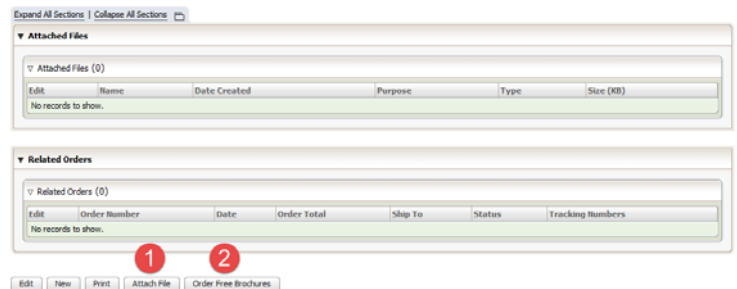 Expand All Sections | Collapse All Sections
Attached Files
Attached Files (0)
Edit Name Date Created Purpose Type Size (KB)
No records to show.
Related Orders
Related Orders (0)
Edit Order Number Date Order Total Ship To Status Tracking Numbers
No records to show.
1 2
Edit New Print Attach File Order Free Brochures